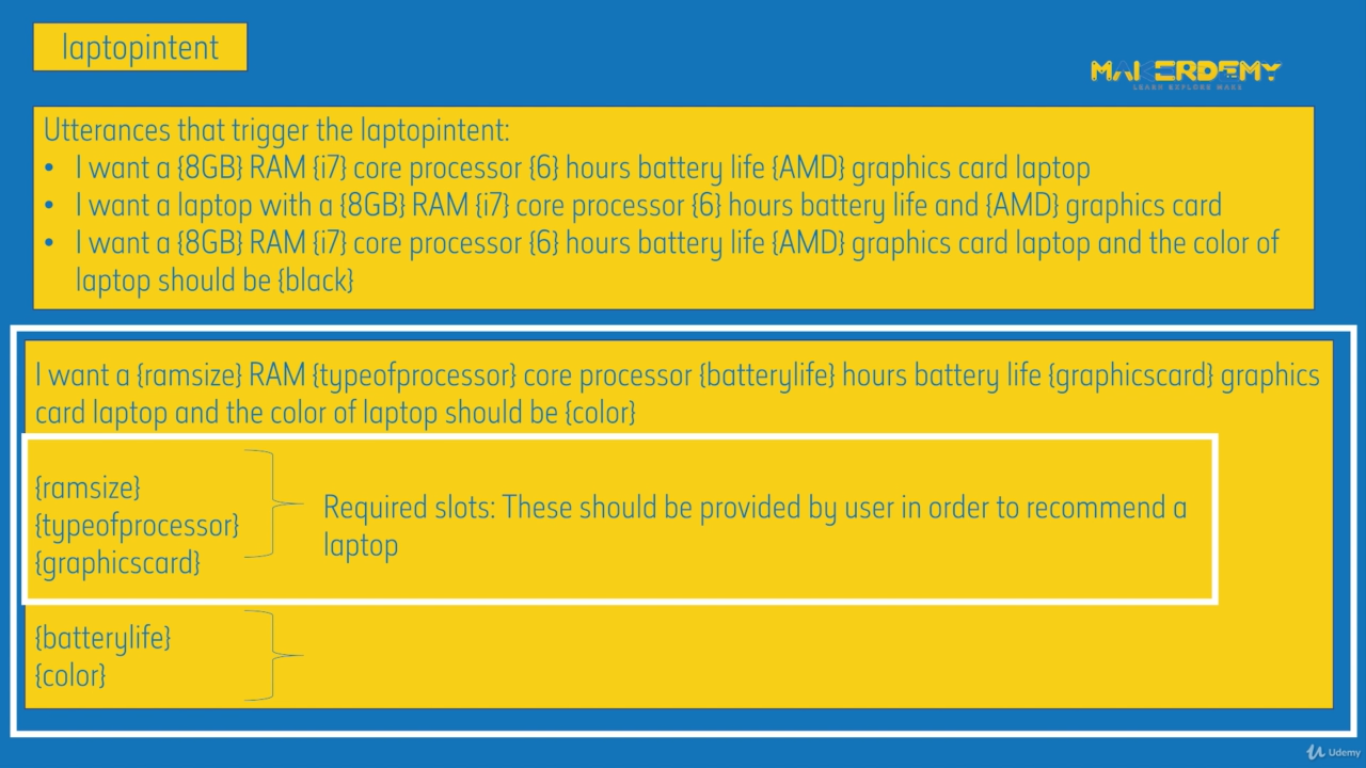 laptopintent
MAKERDEMY
LEARN EXPLORE MAKE
Utterances that trigger the laptopintent:
• I want a {8GB} RAM {i7} core processor {6} hours battery life {AMD} graphics card laptop
• I want a laptop with a {8GB} RAM {i7} core processor {6} hours battery life and {AMD} graphics card
• I want a {8GB} RAM {i7} core processor {6} hours battery life {AMD} graphics card laptop and the color of
laptop should be {black}
I want a {ramsize} RAM {typeofprocessor} core processor {batterylife} hours battery life {graphicscard} graphics
card laptop and the color of laptop should be {color}
{ramsize}
{typeofprocessor}
{graphicscard}
Required slots: These should be provided by user in order to recommend a
laptop
{batterylife}
{color}
Udemy